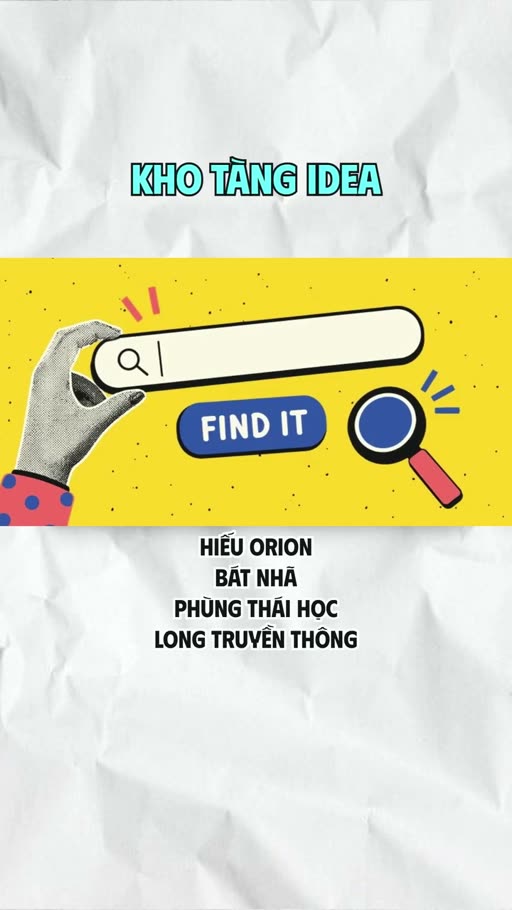 KHO TÀNG IDEA
FIND IT
HIẾU ORION
BÁT NHÃ
PHÙNG THÁI HỌC
LONG TRUYỀN THÔNG